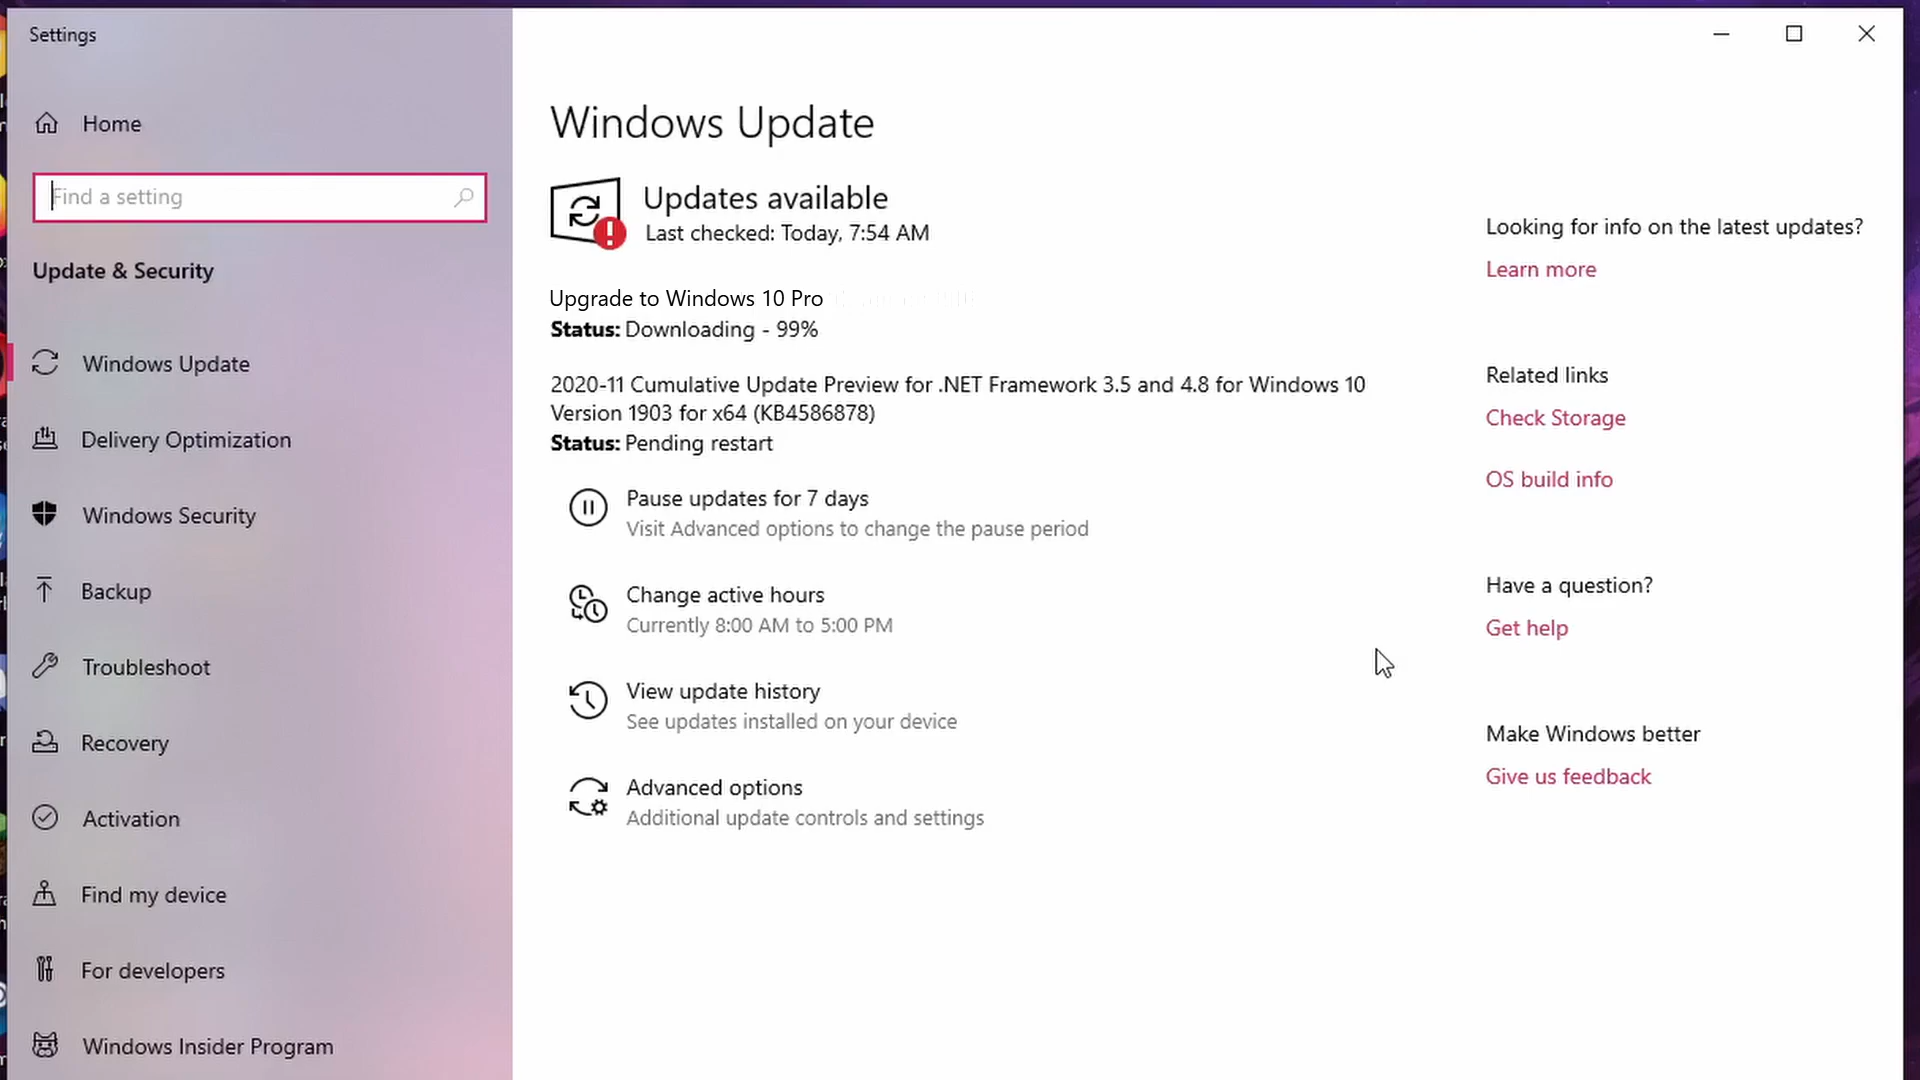 Settings
Home
Find a setting
Update & Security
Windows Update
Delivery Optimization
Windows Security
Backup
Troubleshoot
Recovery
Activation
Find my device
For developers
Windows Insider Program
Windows Update
Updates available
Last checked: Today, 7:54 AM
Upgrade to Windows 10 Pro
Status: Downloading - 99%
2020-11 Cumulative Update Preview for .NET Framework 3.5 and 4.8 for Windows 10
Version 1903 for x64 (KB4586878)
Status: Pending restart
Pause updates for 7 days
Visit Advanced options to change the pause period
Change active hours
Currently 8:00 AM to 5:00 PM
View update history
See updates installed on your device
Advanced options
Additional update controls and settings
Looking for info on the latest updates?
Learn more
Related links
Check Storage
OS build info
Have a question?
Get help
Make Windows better
Give us feedback